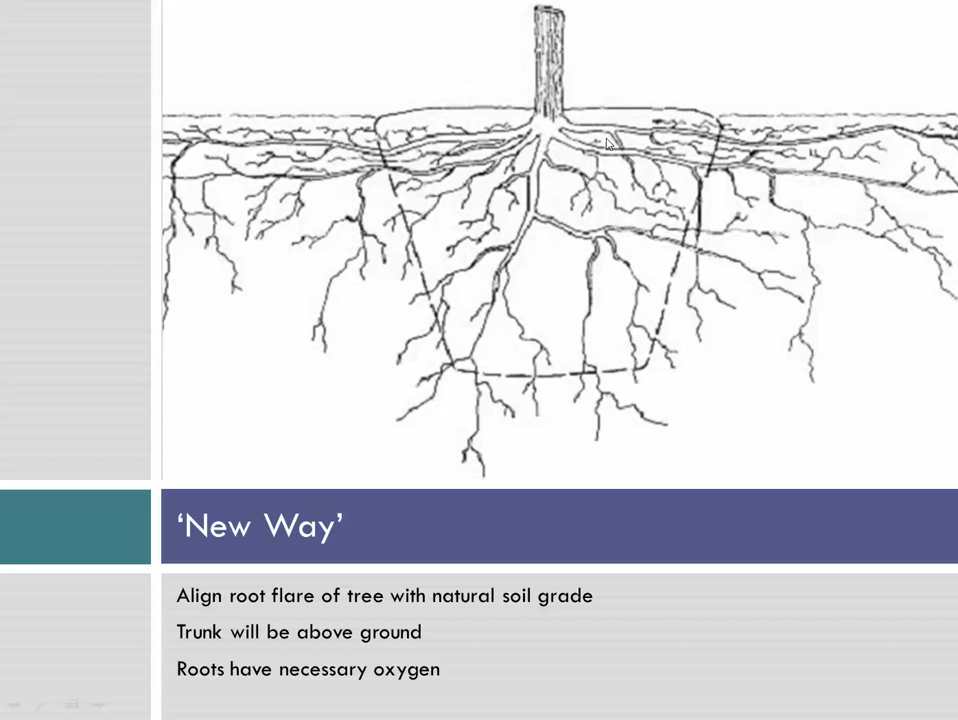 ‘New Way’
Align root flare of tree with natural soil grade
Trunk will be above ground
Roots have necessary oxygen